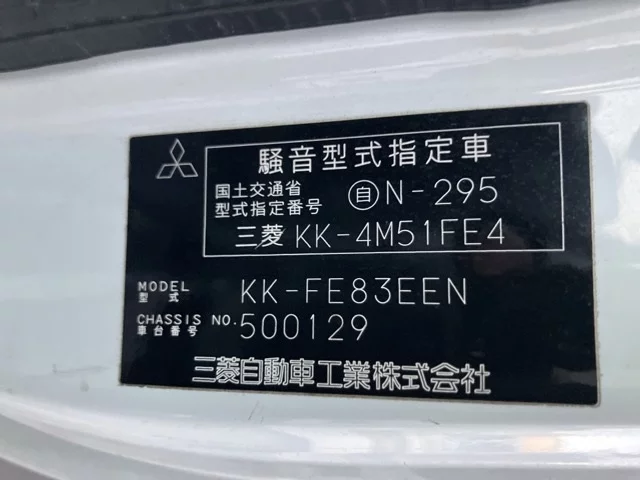 騒音型式指定車
国土交通省
型式指定番号 自N-295
三菱 KK-4M51FE4
MODEL
型式 KK-FE83EEN
CHASSIS NO.
車台番号 500129
三菱自動車工業株式会社